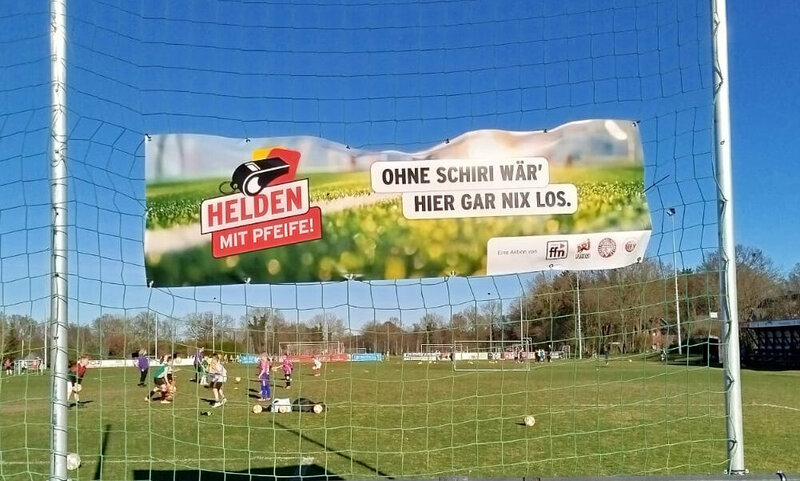 HELDEN
MIT PFEIFE!
OHNE SCHIRI WÄR'
HIER GAR NIX LOS.
Eine Aktion von
ffn